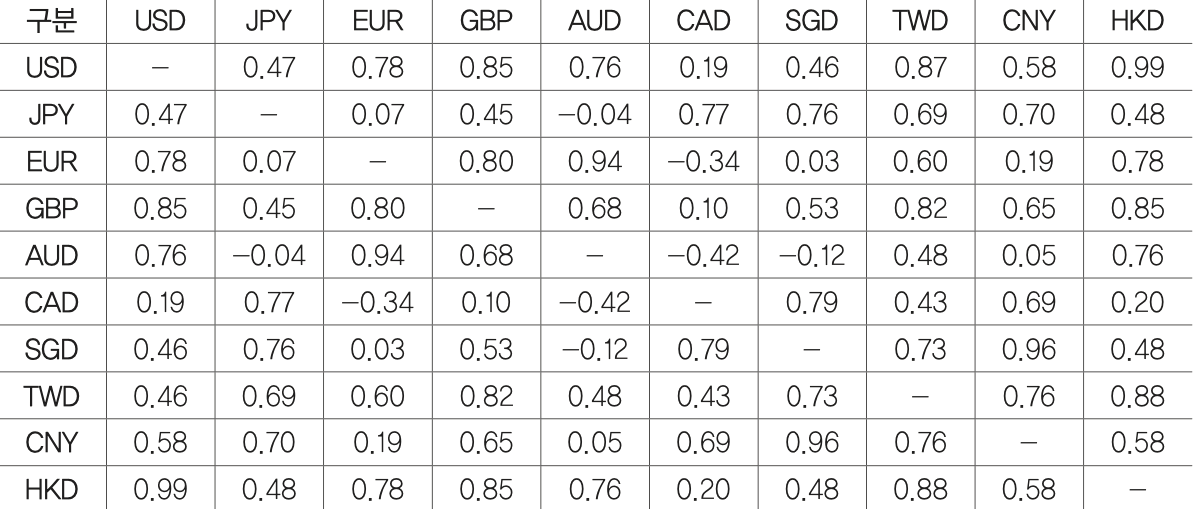 구분 USD JPY EUR GBP AUD CAD SGD TWD CNY HKD
USD – 0.47 0.78 0.85 0.76 0.19 0.46 0.87 0.58 0.99
JPY 0.47 – 0.07 0.45 –0.04 0.77 0.76 0.69 0.70 0.48
EUR 0.78 0.07 – 0.80 0.94 –0.34 0.03 0.60 0.19 0.78
GBP 0.85 0.45 0.80 – 0.68 0.10 0.53 0.82 0.65 0.85
AUD 0.76 –0.04 0.94 0.68 – –0.42 –0.12 0.48 0.05 0.76
CAD 0.19 0.77 –0.34 0.10 –0.42 – 0.79 0.43 0.69 0.20
SGD 0.46 0.76 0.03 0.53 –0.12 0.79 – 0.73 0.96 0.48
TWD 0.46 0.69 0.60 0.82 0.48 0.43 0.73 – 0.76 0.88
CNY 0.58 0.70 0.19 0.65 0.05 0.69 0.96 0.76 – 0.58
HKD 0.99 0.48 0.78 0.85 0.76 0.20 0.48 0.88 0.58 –